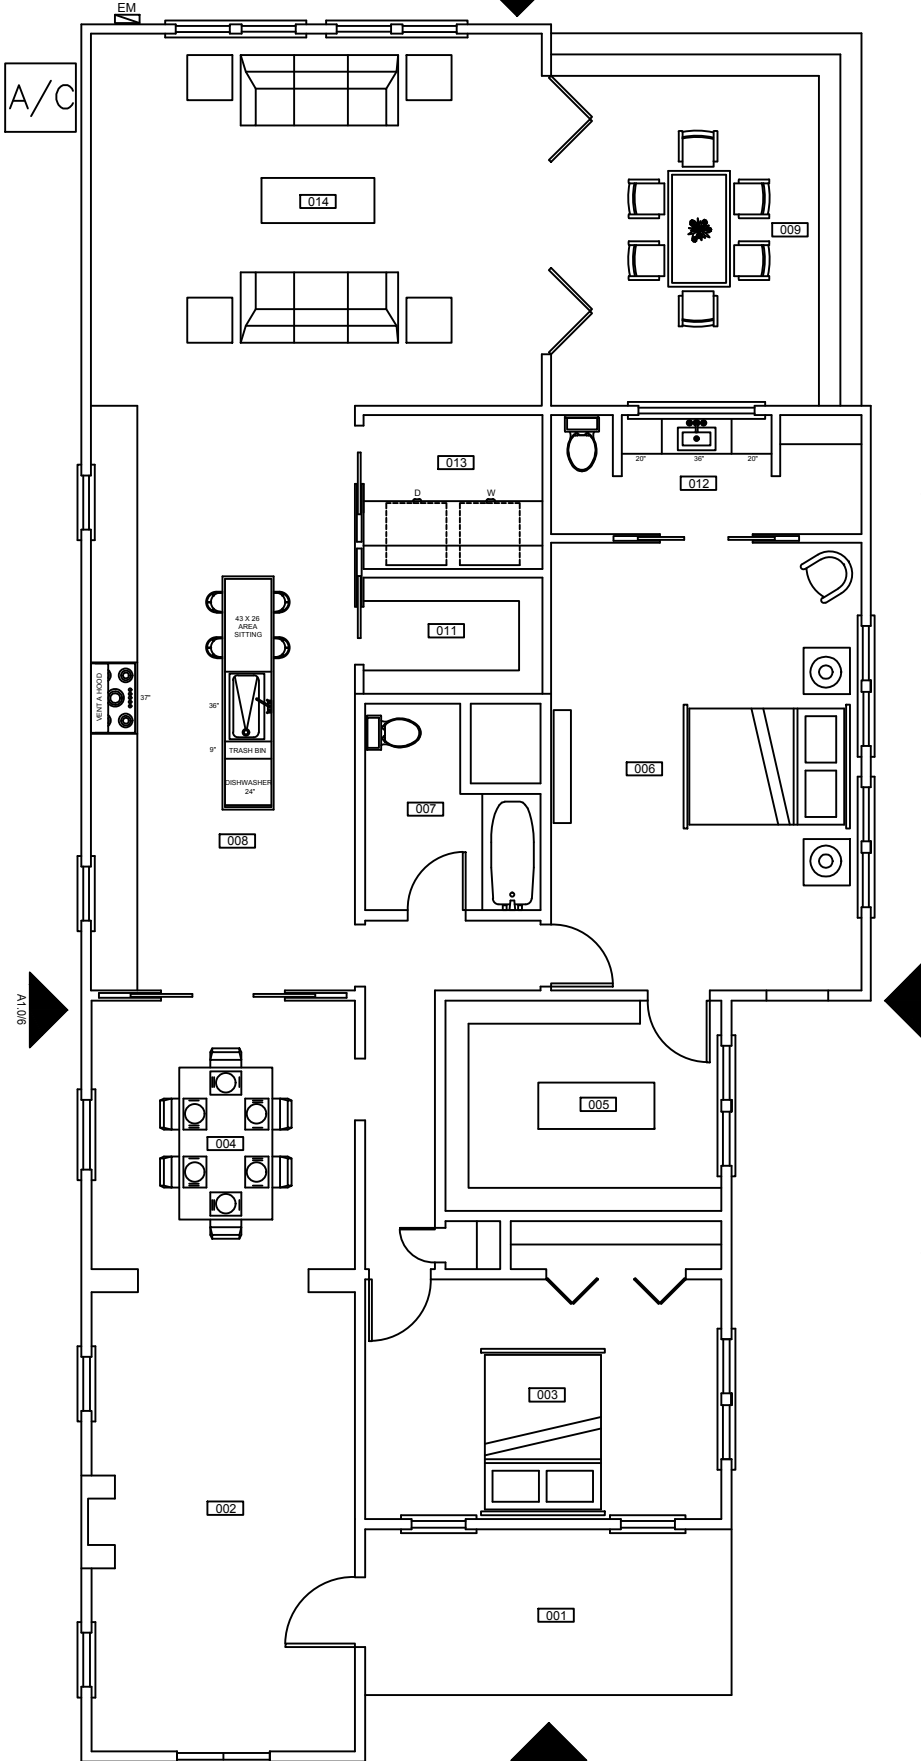 EM
A/C
014
009
20"
36"
20"
013
012
D
W
43 X 26
AREA
SITTING
011
VENT A HOOD
37"
36"
9"
TRASH BIN
DISHWASHER
24"
006
007
008
A1.0/6
005
004
003
002
001